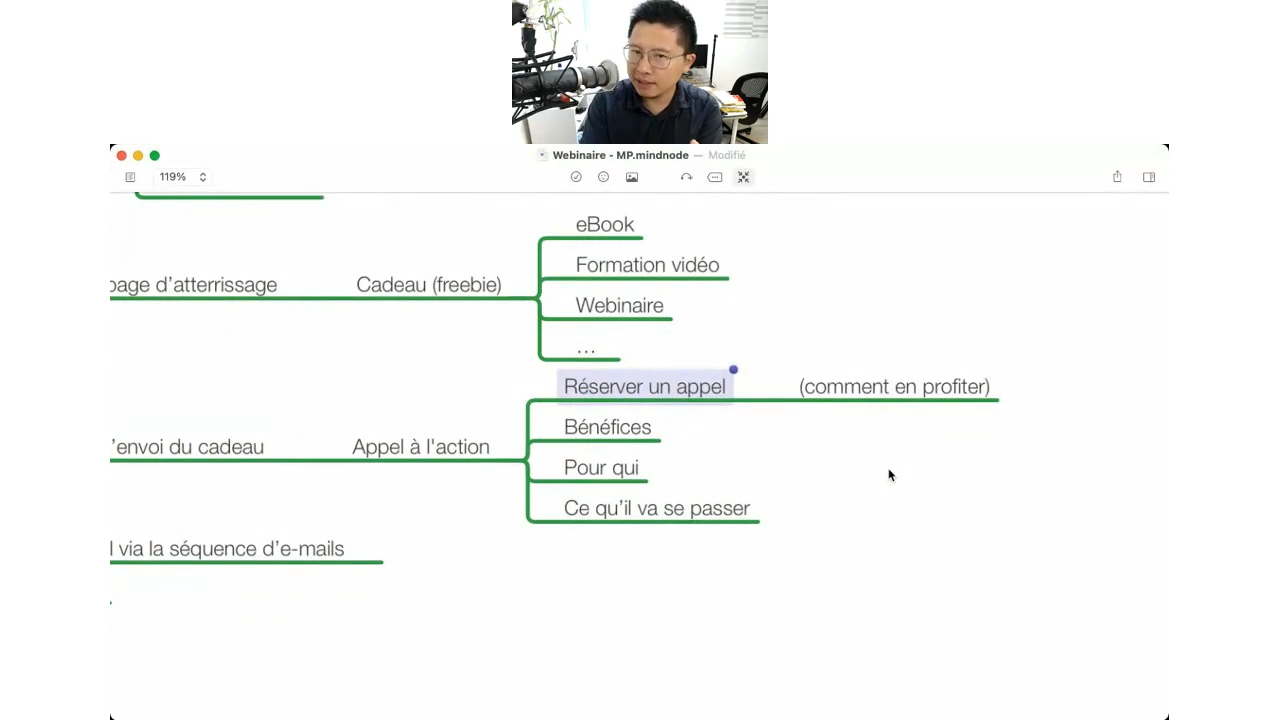 Webinaire - MP.mindnode — Modifié
119%
eBook
Formation vidéo
page d’atterrissage
Cadeau (freebie)
Webinaire
...
Réserver un appel
(comment en profiter)
Bénéfices
’envoi du cadeau
Appel à l'action
Pour qui
Ce qu’il va se passer
l via la séquence d’e-mails